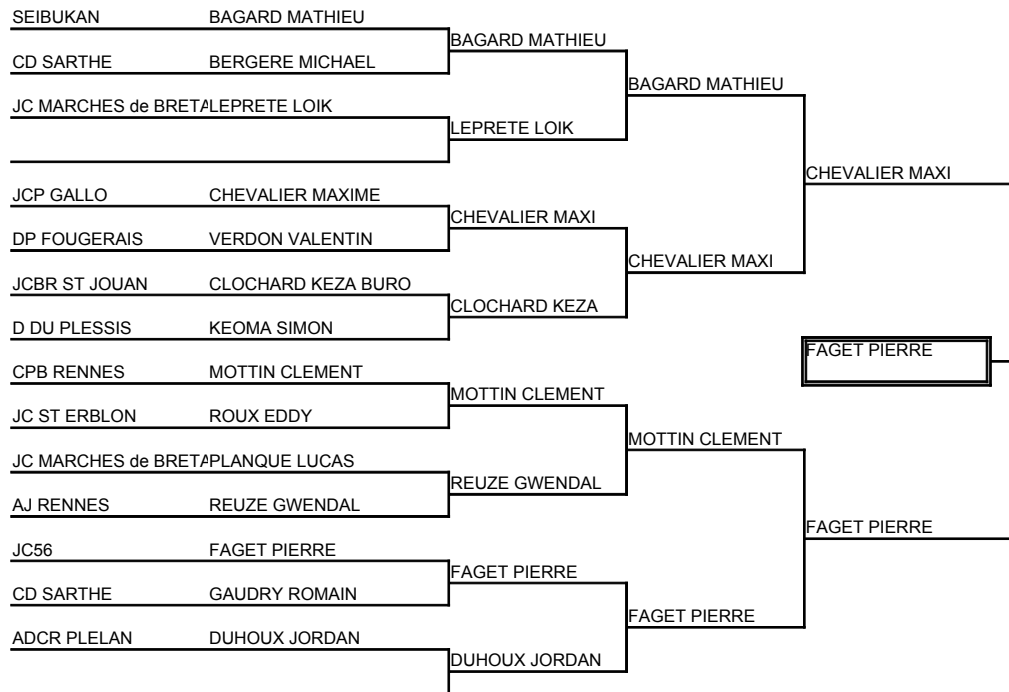 SEIBUKAN BAGARD MATHIEU
BAGARD MATHIEU
CD SARTHE BERGERE MICHAEL
BAGARD MATHIEU
JC MARCHES de BRETA LEPRETE LOIK
LEPRETE LOIK
CHEVALIER MAXI
JCP GALLO CHEVALIER MAXIME
CHEVALIER MAXI
DP FOUGERAIS VERDON VALENTIN
CHEVALIER MAXI
JCBR ST JOUAN CLOCHARD KEZA BURO
CLOCHARD KEZA
D DU PLESSIS KEOMA SIMON
FAGET PIERRE
CPB RENNES MOTTIN CLEMENT
MOTTIN CLEMENT
JC ST ERBLON ROUX EDDY
MOTTIN CLEMENT
JC MARCHES de BRETA PLANQUE LUCAS
REUZE GWENDAL
AJ RENNES REUZE GWENDAL
FAGET PIERRE
JC56 FAGET PIERRE
FAGET PIERRE
CD SARTHE GAUDRY ROMAIN
FAGET PIERRE
ADCR PLELAN DUHOUX JORDAN
DUHOUX JORDAN